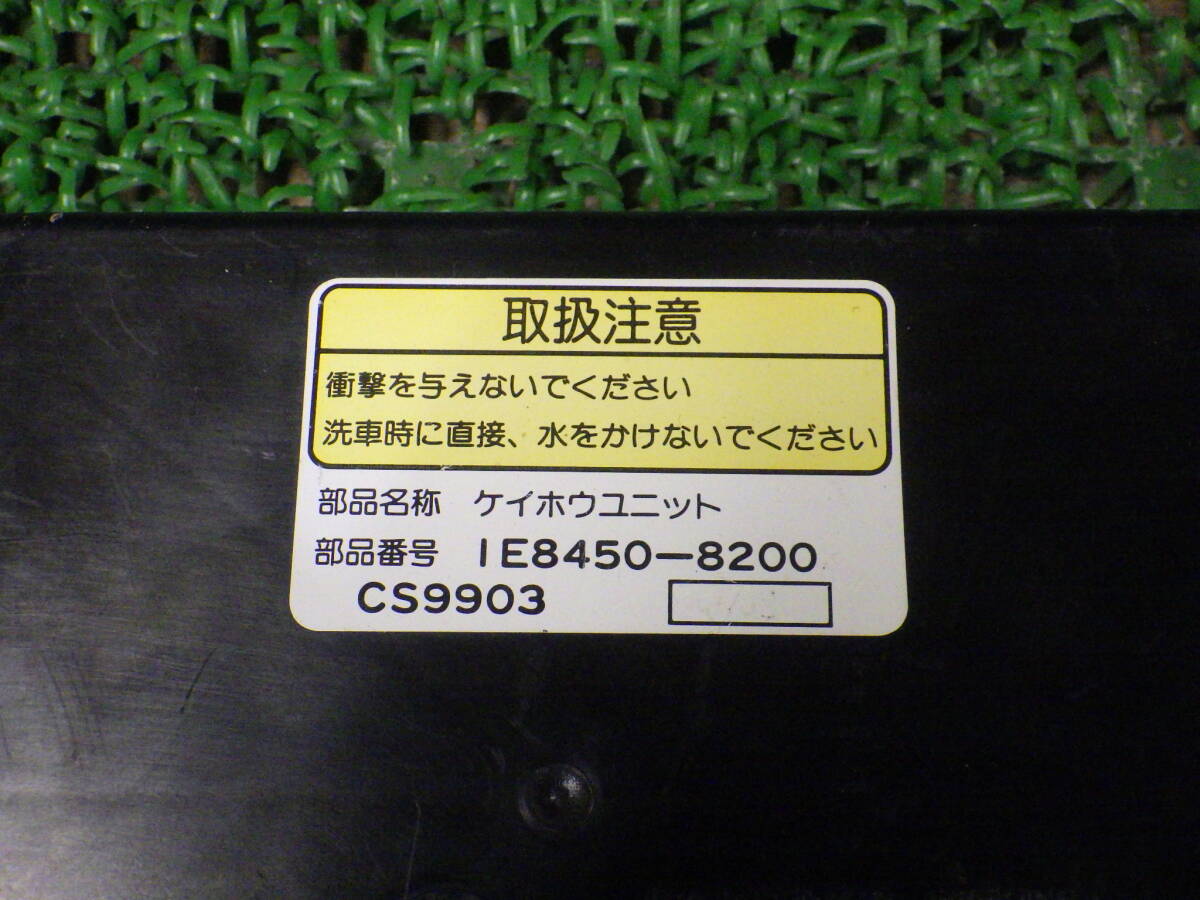 取扱注意
衝撃を与えないでください
洗車時に直接、水をかけないでください
部品名称 ケイホウユニット
部品番号 1E8450-8200
CS9903